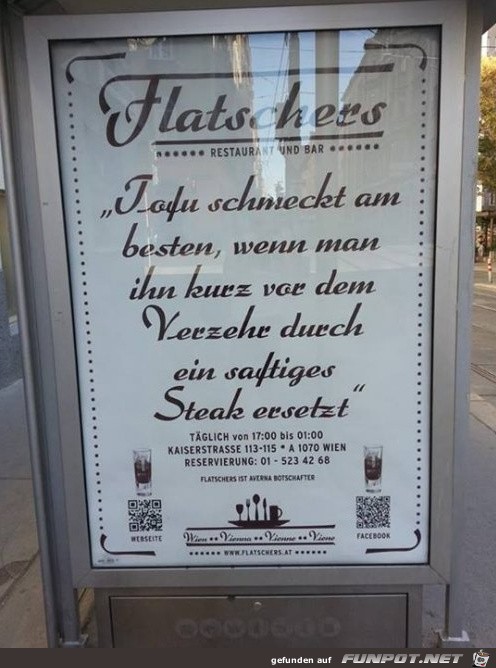 Flatschers
RESTAURANT UND BAR
„Tofu schmeckt am
besten, wenn man
ihn kurz vor dem
Verzehr durch
ein saftiges
Steak ersetzt“
TÄGLICH von 17:00 bis 01:00
KAISERSTRASSE 113-115 * A 1070 WIEN
RESERVIERUNG: 01 - 523 42 68
FLATSCHERS IST AVERNA BOTSCHAFTER
WEBSEITE
FACEBOOK
Wien •• Vienna •• Vienne •• Viene
WWW.FLATSCHERS.AT
gefunden auf FUNPOT.NET